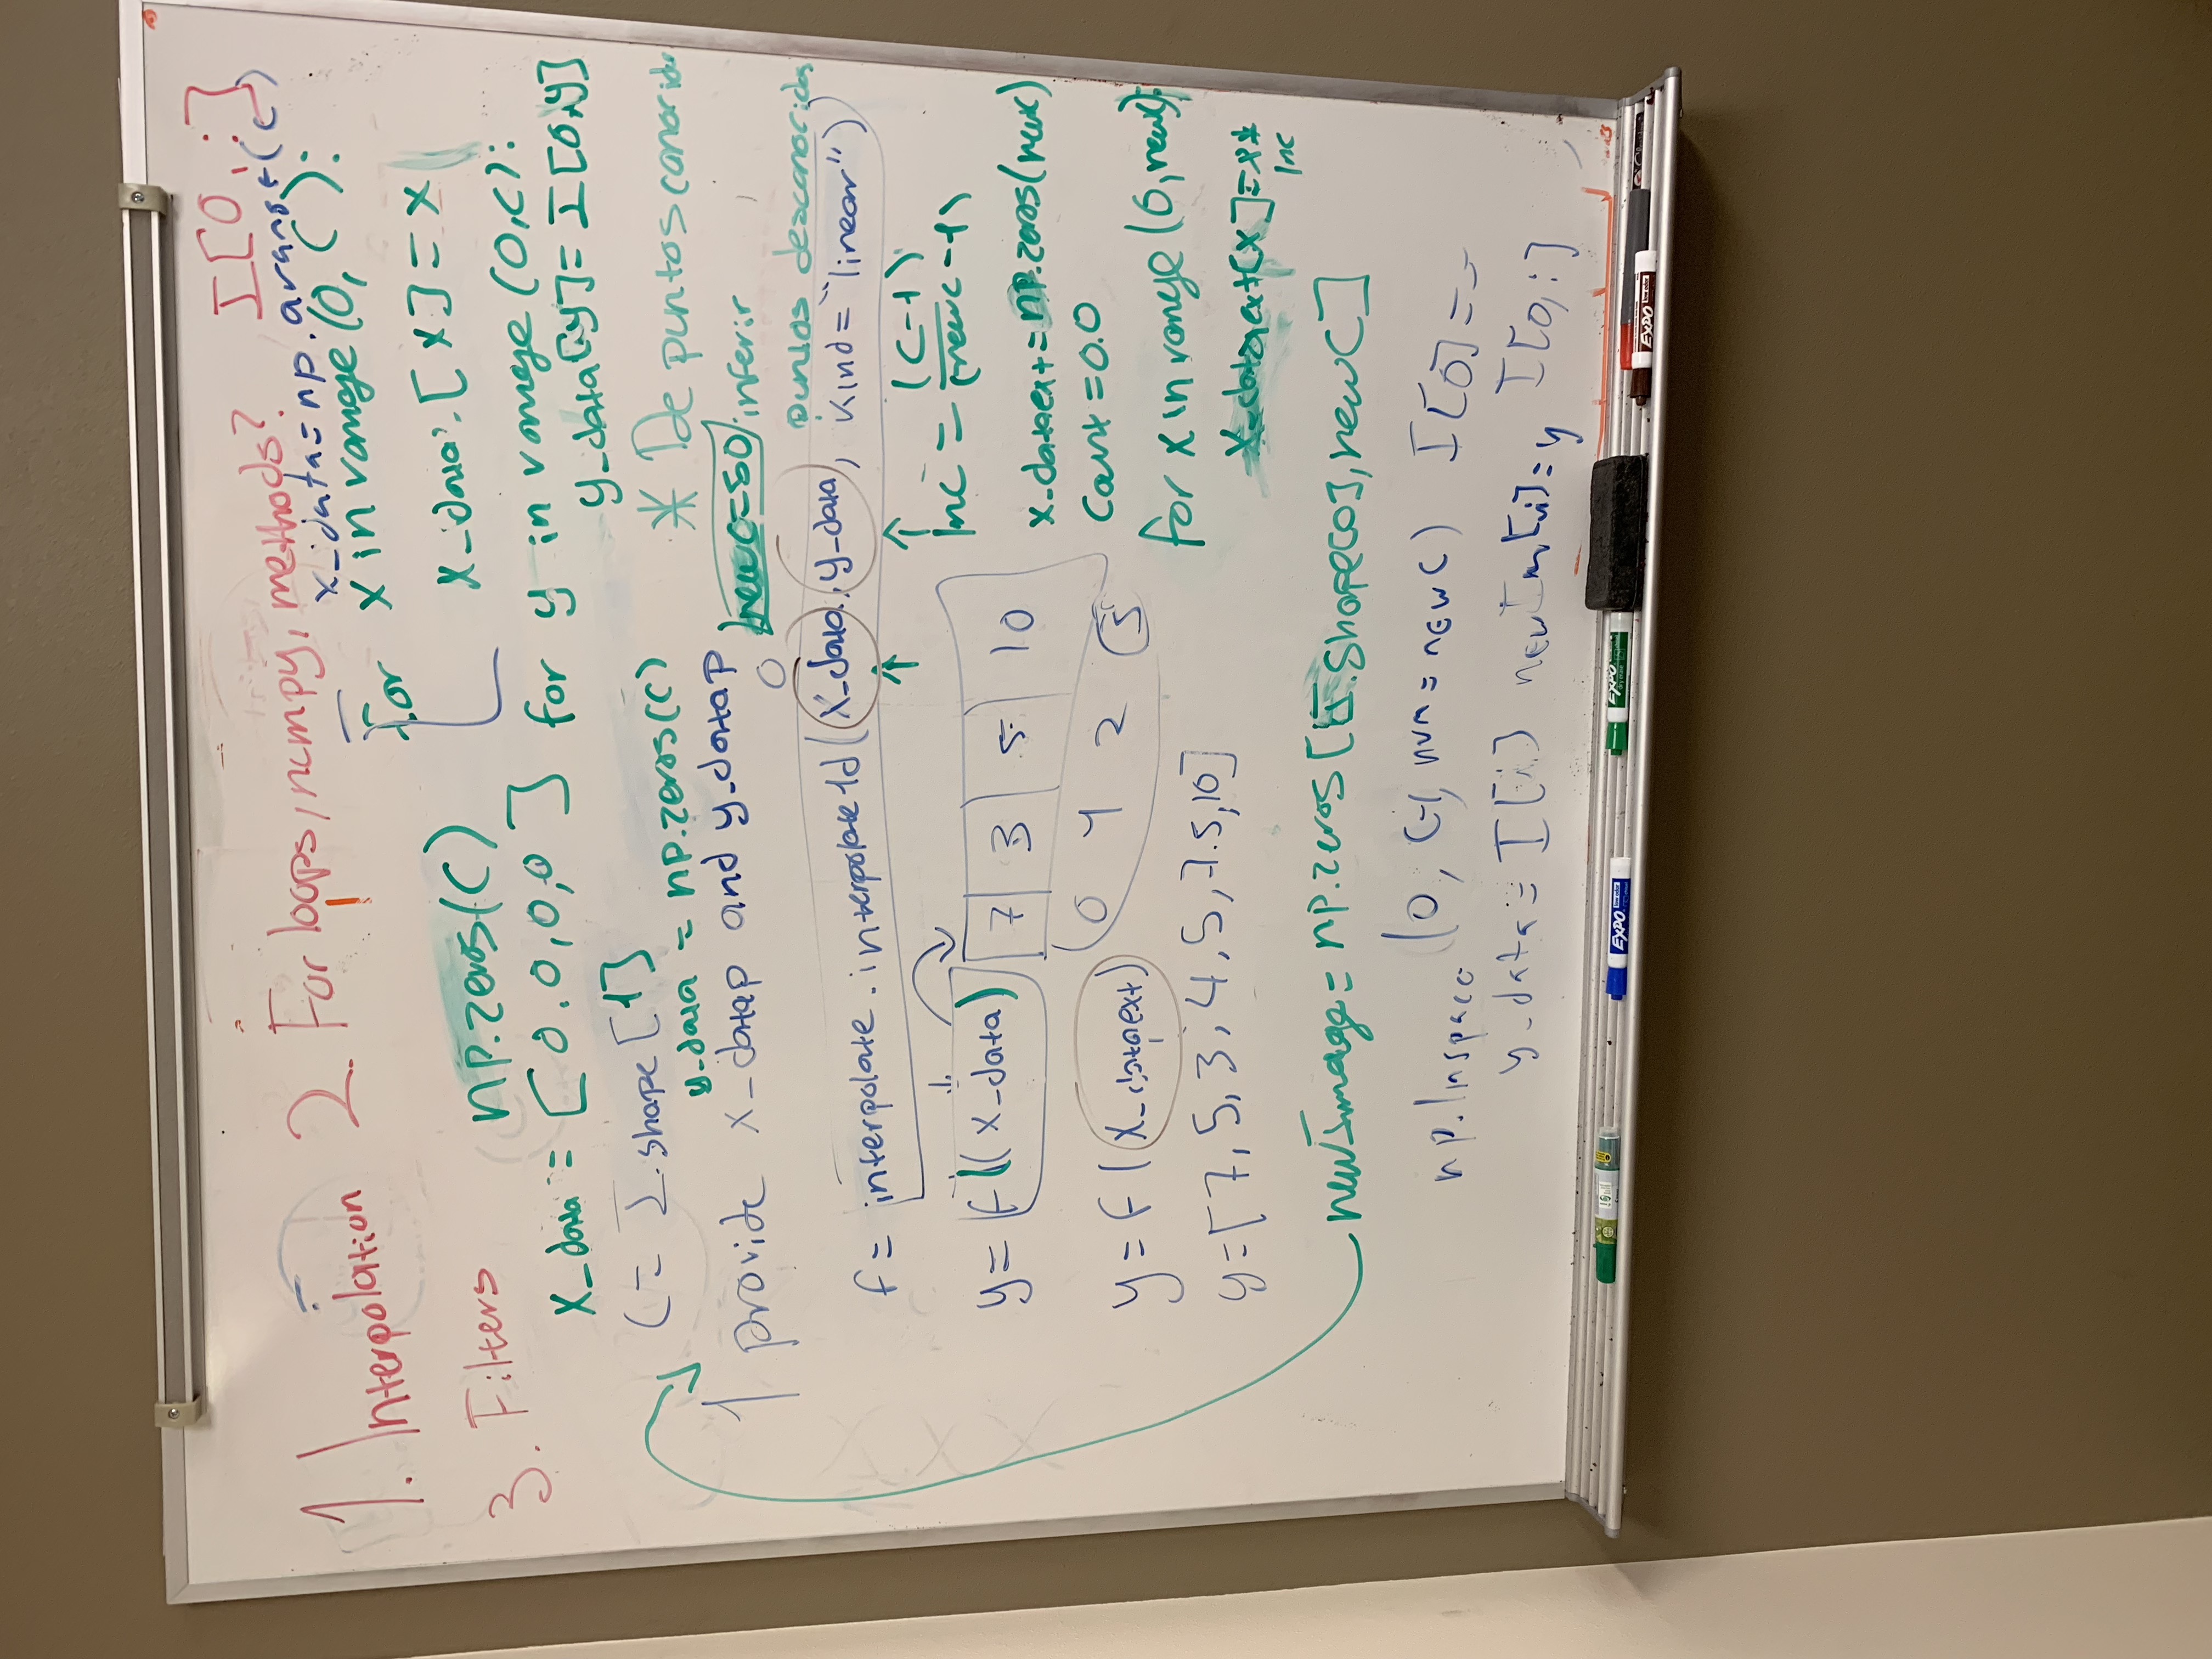 I[0,:]
1. Interpolation 2. For loops, numpy, methods?
x_data=np.arange(c)
for x in range(0, C):
x_data.[x]=x
3. Filters
np.zeros(C)
x_data = [0.0,0,0]
for y in range(0,C):
y_data[y]=I[0,y]
C= I.shape[1]
y_data = np.zeros(C)
* De puntos conocidos
1 provide x_datap and y_datap
newC=50
inferir
0
puntos desconocidos
f= interpolate.interpolate1d(x_data, y_data, kind="linear")
Inc = (C-1)
(newC-1)
y= f((x_data)
7 3 5 10
x_dataext=np.zeros(newC)
0 1 2 3
count=0.0
y=f(x_dataext)
for x in range(0,newC):
y=[7,5,3,4,5,7.5,10]
x_dataext[x]=x*
Inc
newImage= np.zeros[I.shape[0],newC]
np.lnspace (0, C-1, num=newC) I[0]==
y_data= I[i] newIm[i]=y I[0,:]
EXPO
EXPO
EXPO